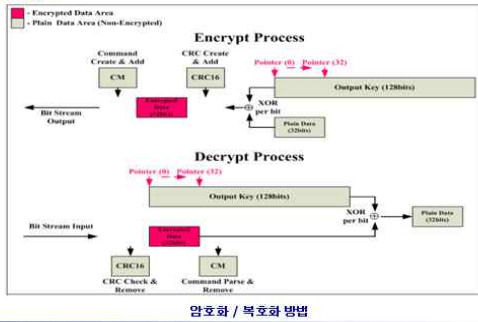 - Encrypted Data Area
- Plain Data Area (Non-Encrypted)
Encrypt Process
Command
Create & Add
CRC Create
& Add
Pointer (0)
Pointer (32)
CM
CRC16
Output Key (128bits)
Encrypted
Data
(32bits)
XOR
per bit
Bit Stream
Output
Plain Data
(32bits)
Decrypt Process
Pointer (0)
Pointer (32)
Output Key (128bits)
XOR
per bit
Plain Data
(32bits)
Bit Stream Input
Encrypted
Data
(32bits)
CRC16
CM
CRC Check &
Remove
Command Parse &
Remove
암호화 / 복호화 방법